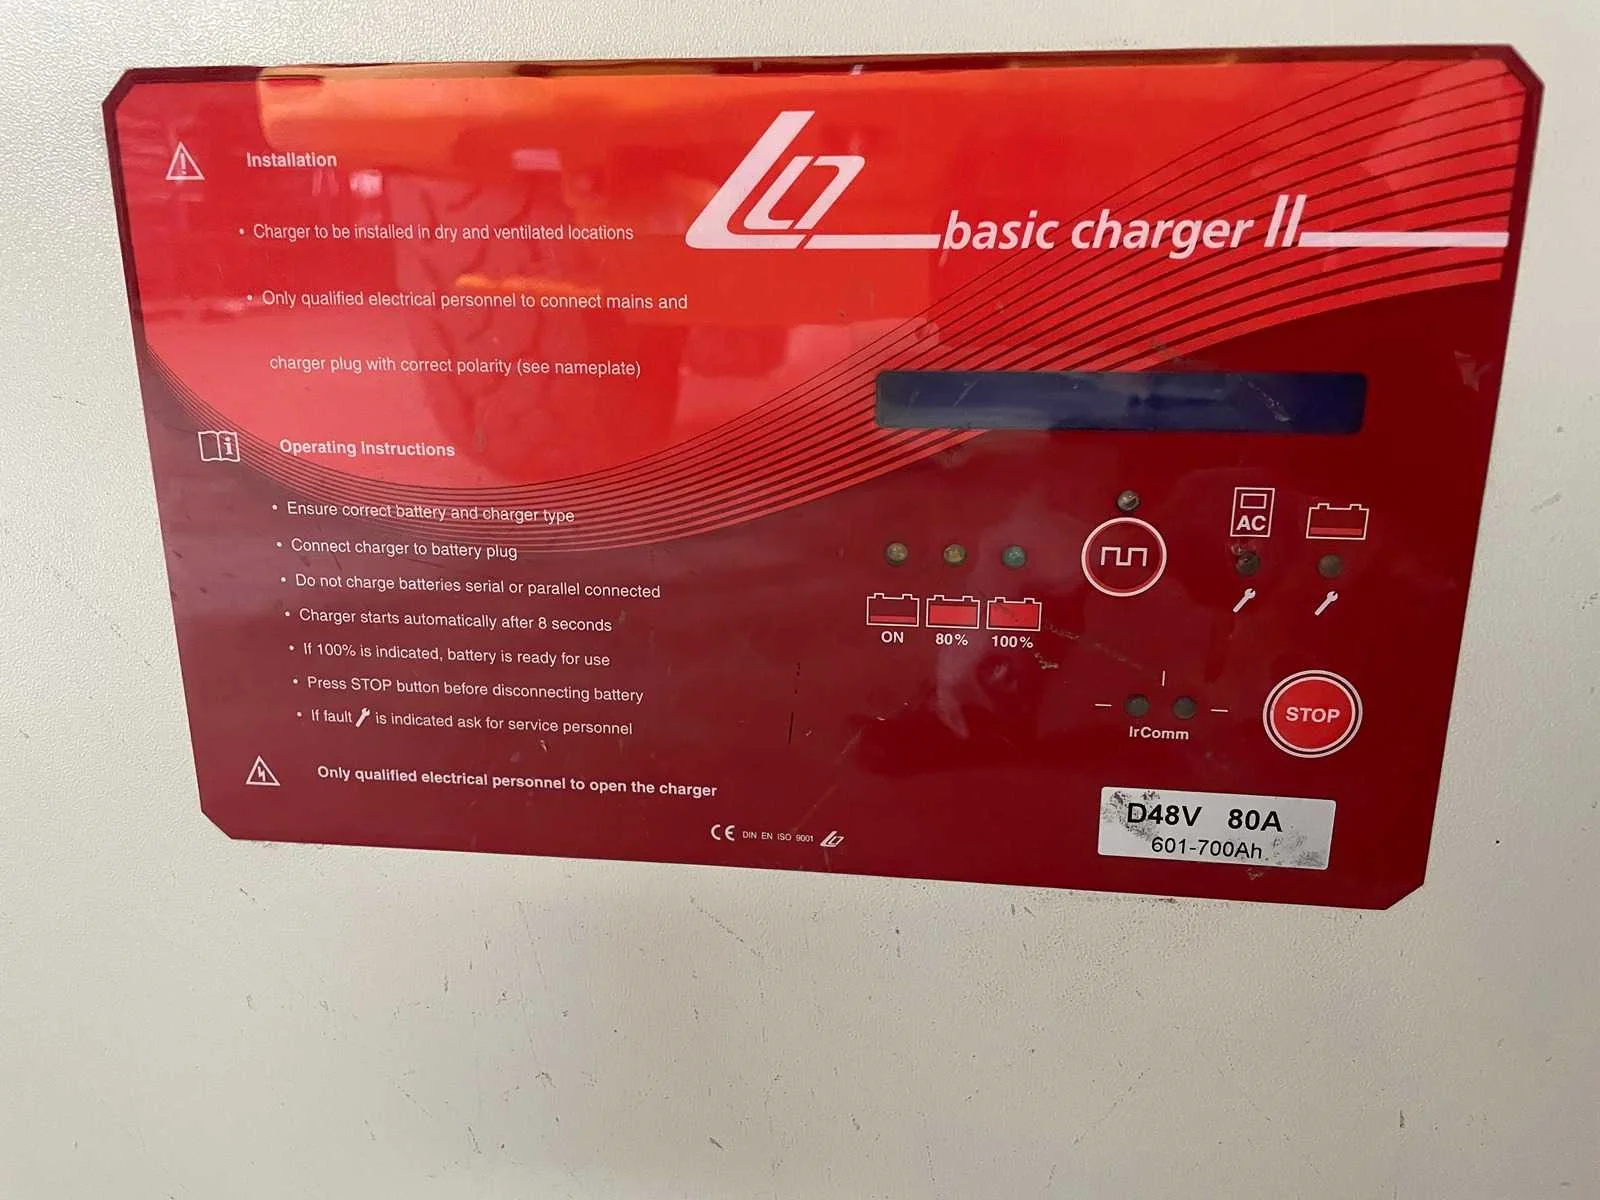 Installation
• Charger to be installed in dry and ventilated locations
• Only qualified electrical personnel to connect mains and
charger plug with correct polarity (see nameplate)
Operating Instructions
• Ensure correct battery and charger type
• Connect charger to battery plug
• Do not charge batteries serial or parallel connected
• Charger starts automatically after 8 seconds
• If 100% is indicated, battery is ready for use
• Press STOP button before disconnecting battery
• If fault is indicated ask for service personnel
Only qualified electrical personnel to open the charger
CE DIN EN ISO 9001
basic charger II
AC
ON 80% 100%
IrComm
STOP
D48V 80A
601-700Ah